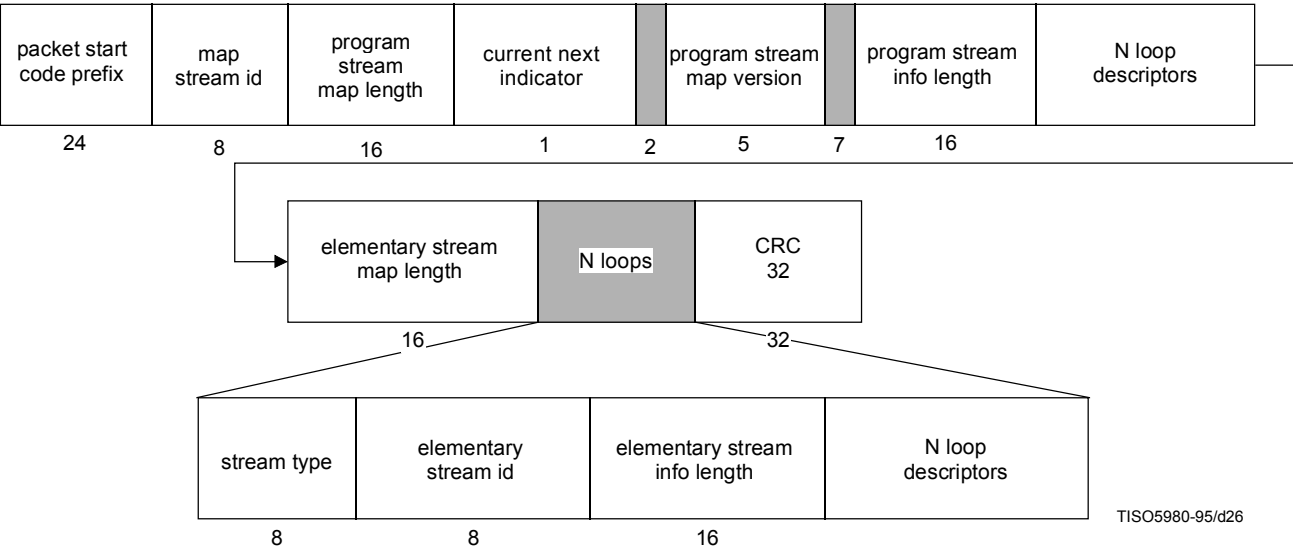 packet start
code prefix
map
stream id
program
stream
map length
current next
indicator
program stream
map version
program stream
info length
N loop
descriptors
24
8
16
1
2
5
7
16
elementary stream
map length
N loops
CRC
32
16
32
stream type
elementary
stream id
elementary stream
info length
N loop
descriptors
8
8
16
TISO5980-95/d26